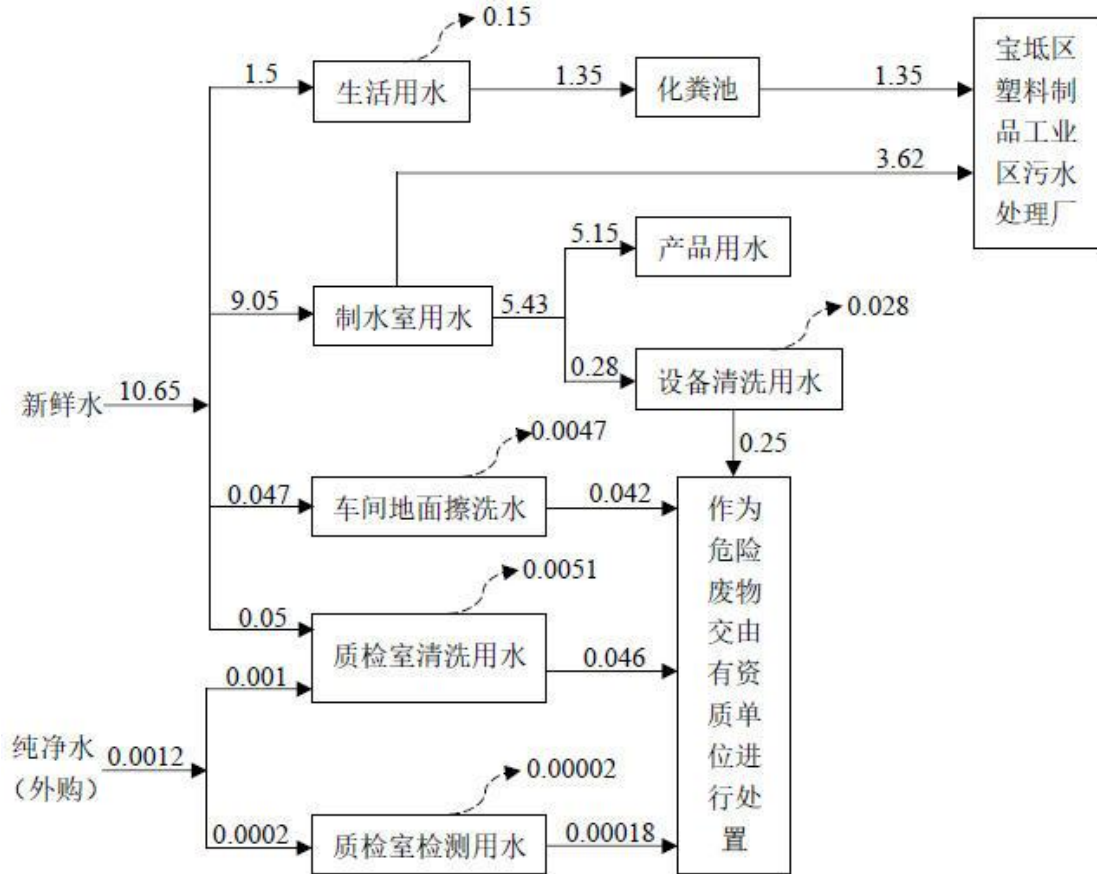 0.15
1.5
生活用水
1.35
化粪池
1.35
宝坻区
塑料制
品工业
区污水
处理厂
3.62
5.15
产品用水
9.05
制水室用水
5.43
0.028
0.28
设备清洗用水
新鲜水
10.65
0.25
0.0047
0.047
车间地面擦洗水
0.042
作为
危险
废物
交由
有资
质单
位进
行处
置
0.0051
0.05
质检室清洗用水
0.046
0.001
纯净水
(外购)
0.0012
0.00002
0.0002
质检室检测用水
0.00018